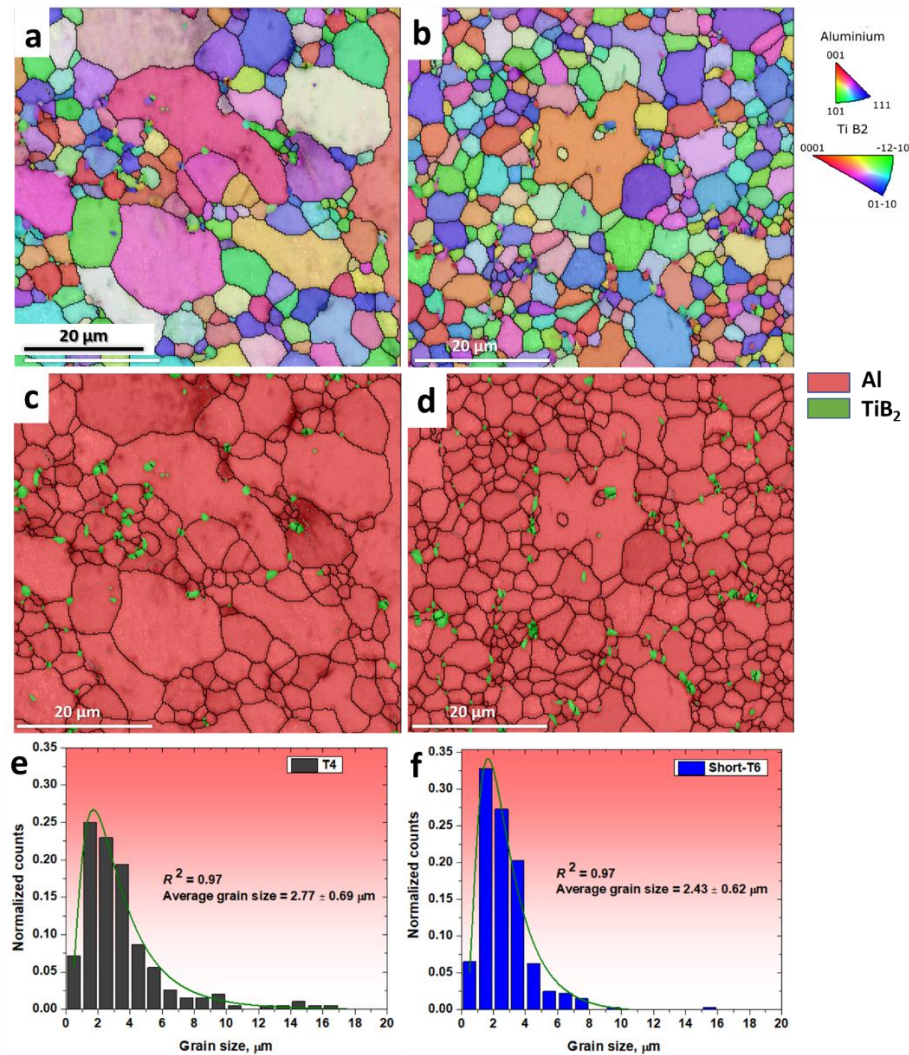 a
b
Aluminium
001
101
111
Ti B2
0001
-12-10
01-10
20 µm
20 µm
c
d
Al
TiB2
20 µm
20 µm
e
0.35
0.30
0.25
0.20
0.15
0.10
0.05
0.00
Normalized counts
T4
R 2 = 0.97
Average grain size = 2.77 ± 0.69 µm
0 2 4 6 8 10 12 14 16 18 20
Grain size, µm
f
0.35
0.30
0.25
0.20
0.15
0.10
0.05
0.00
Normalized counts
Short-T6
R 2 = 0.97
Average grain size = 2.43 ± 0.62 µm
0 2 4 6 8 10 12 14 16 18 20
Grain size, µm